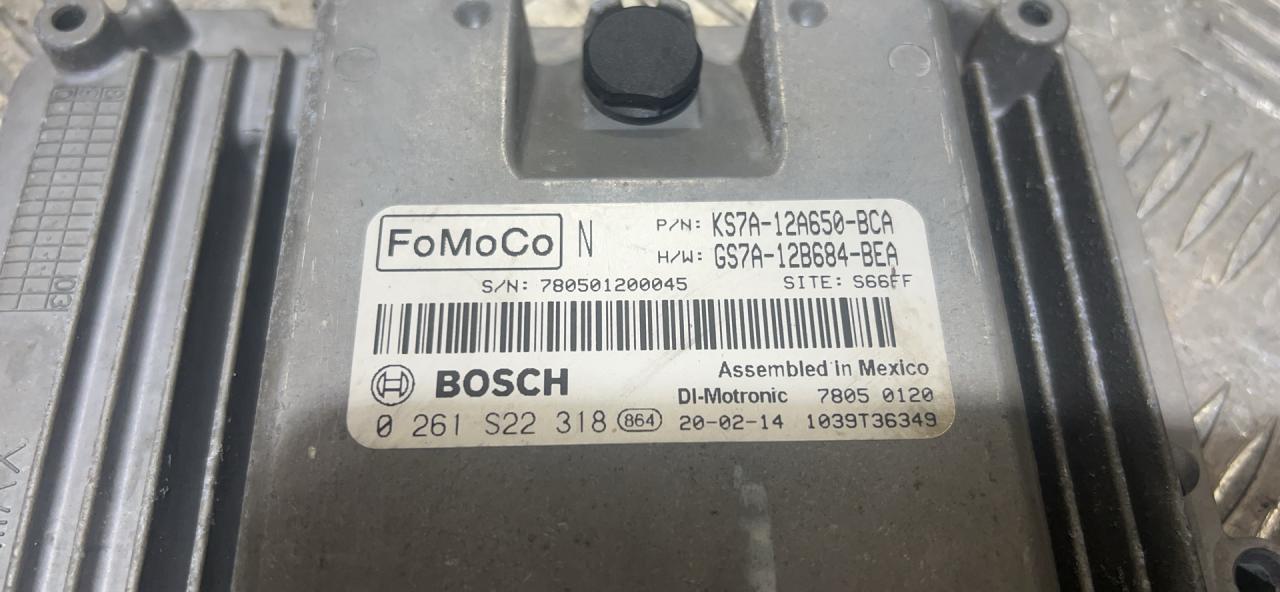 FoMoCo N P/N: KS7A-12A650-BCA
H/W: GS7A-12B684-BEA
S/N: 780501200045 SITE: S66FF
Assembled in Mexico
BOSCH DI-Motronic 7805 0120
0 261 S22 318 864 20-02-14 1039T36349